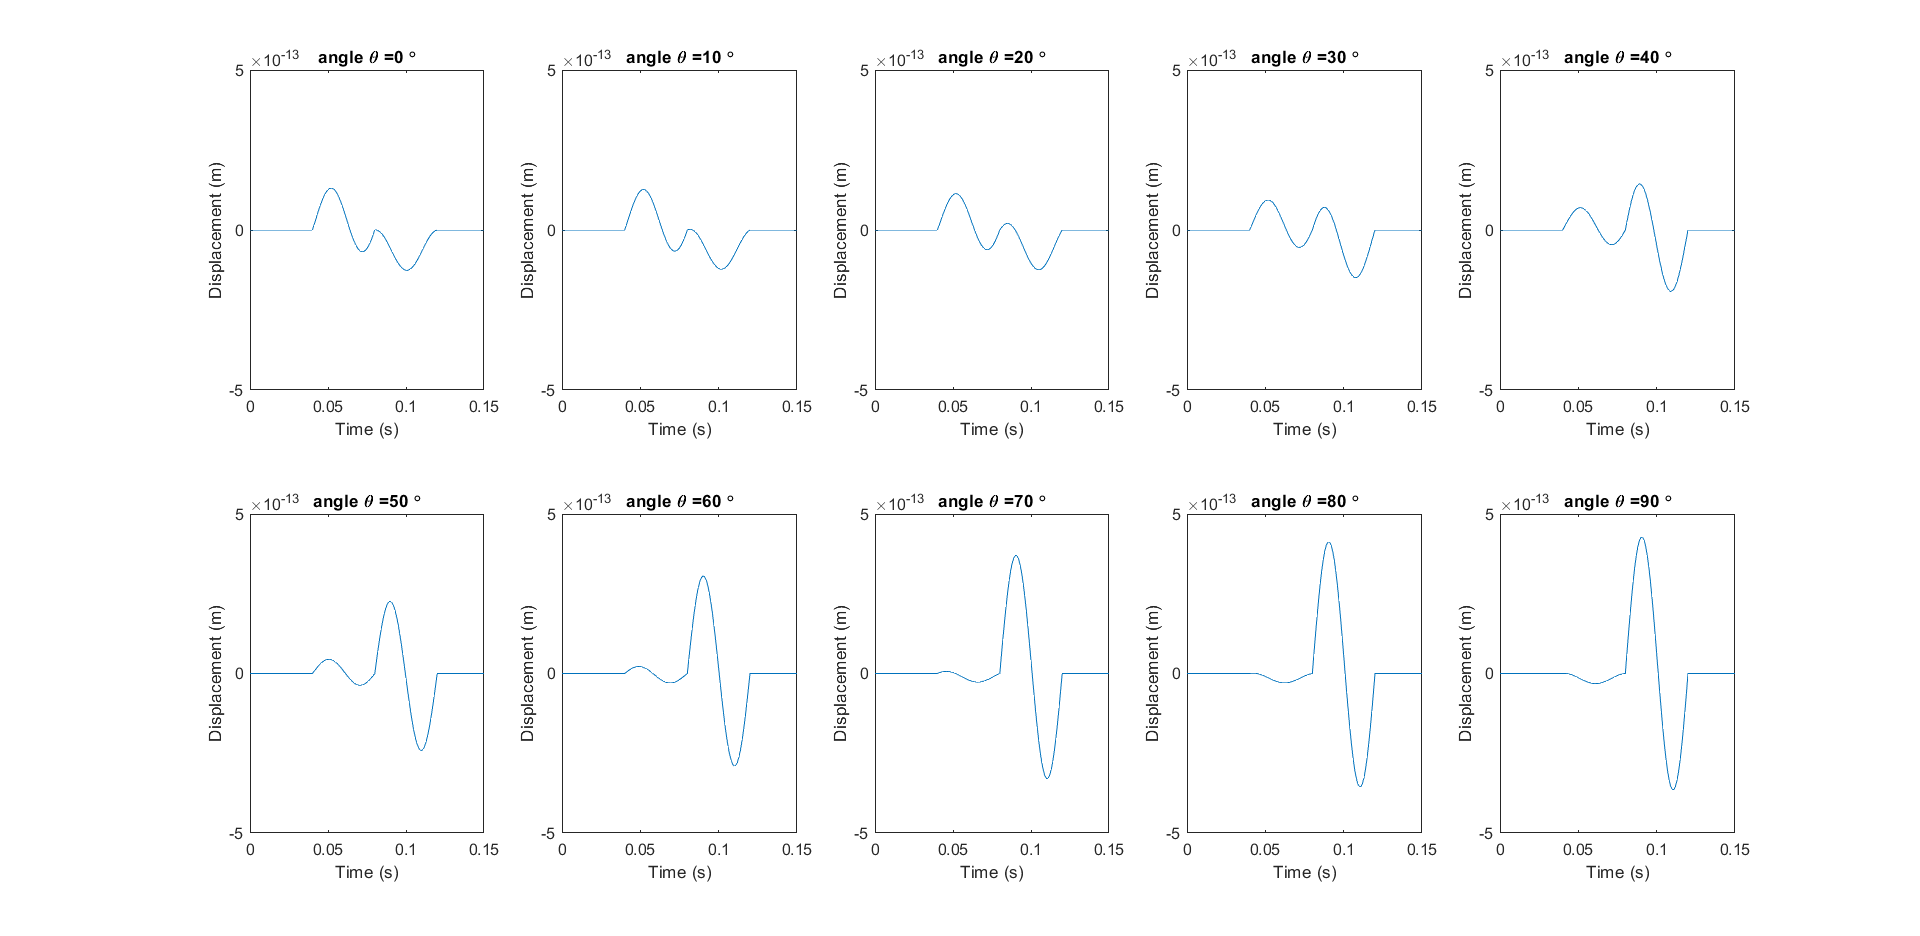 ×10-13 angle θ =0 °
5
0
-5
Displacement (m)
0 0.05 0.1 0.15
Time (s)
×10-13 angle θ =10 °
5
0
-5
Displacement (m)
0 0.05 0.1 0.15
Time (s)
×10-13 angle θ =20 °
5
0
-5
Displacement (m)
0 0.05 0.1 0.15
Time (s)
×10-13 angle θ =30 °
5
0
-5
Displacement (m)
0 0.05 0.1 0.15
Time (s)
×10-13 angle θ =40 °
5
0
-5
Displacement (m)
0 0.05 0.1 0.15
Time (s)
×10-13 angle θ =50 °
5
0
-5
Displacement (m)
0 0.05 0.1 0.15
Time (s)
×10-13 angle θ =60 °
5
0
-5
Displacement (m)
0 0.05 0.1 0.15
Time (s)
×10-13 angle θ =70 °
5
0
-5
Displacement (m)
0 0.05 0.1 0.15
Time (s)
×10-13 angle θ =80 °
5
0
-5
Displacement (m)
0 0.05 0.1 0.15
Time (s)
×10-13 angle θ =90 °
5
0
-5
Displacement (m)
0 0.05 0.1 0.15
Time (s)